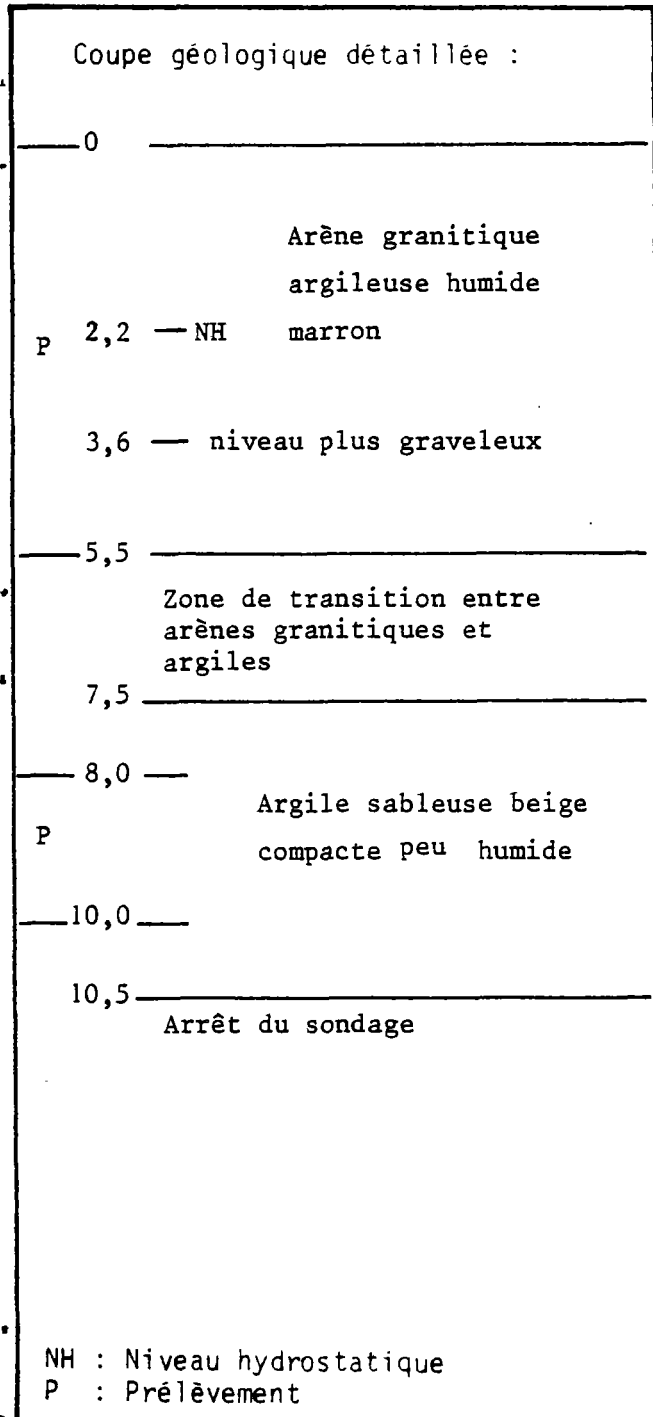 Coupe géologique détaillée :
0
Arène granitique
argileuse humide
P 2,2 — NH marron
3,6 — niveau plus graveleux
5,5
Zone de transition entre
arènes granitiques et
argiles
7,5
8,0
Argile sableuse beige
P compacte peu humide
10,0
10,5
Arrêt du sondage
NH : Niveau hydrostatique
P : Prélèvement